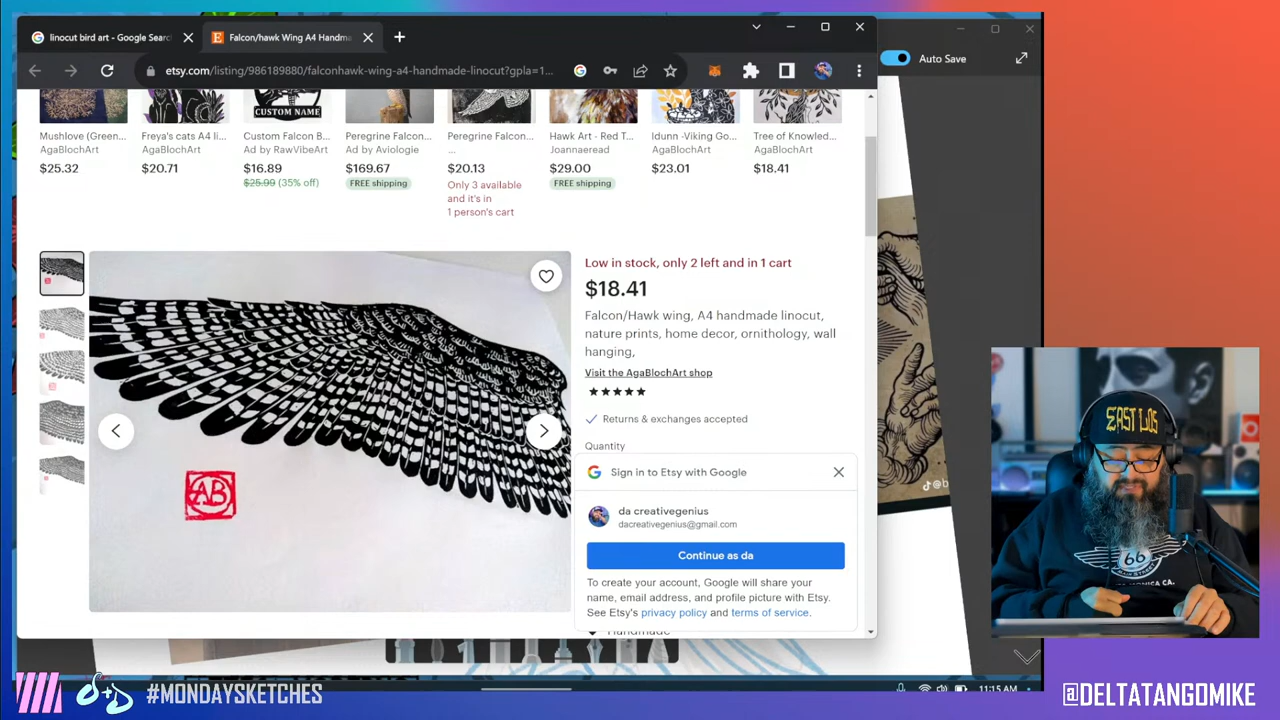 linocut bird art - Google Searc
Falcon/hawk Wing A4 Handma
etsy.com/listing/986189880/falconhawk-wing-a4-handmade-linocut?gpla=1...
Auto Save
CUSTOM NAME
Mushlove (Green...
AgaBlochArt
$25.32
Freya's cats A4 li...
AgaBlochArt
$20.71
Custom Falcon B...
Ad by RawVibeArt
$16.89
$25.99 (35% off)
Peregrine Falcon...
Ad by Aviologie
$169.67
FREE shipping
Peregrine Falcon...
...
$20.13
Only 3 available
and it's in
1 person's cart
Hawk Art - Red T...
Joannaeread
$29.00
FREE shipping
Idunn -Viking Go...
AgaBlochArt
$23.01
Tree of Knowled...
AgaBlochArt
$18.41
AB
Low in stock, only 2 left and in 1 cart
$18.41
Falcon/Hawk wing, A4 handmade linocut,
nature prints, home decor, ornithology, wall
hanging,
Visit the AgaBlochArt shop
Returns & exchanges accepted
Quantity
Sign in to Etsy with Google
da creativegenius
dacreativegenius@gmail.com
Continue as da
To create your account, Google will share your
name, email address, and profile picture with Etsy.
See Etsy's privacy policy and terms of service.
Handmade
@b
EAST LOS
66
11:15 AM
#MONDAYSKETCHES
@DELTATANGOMIKE